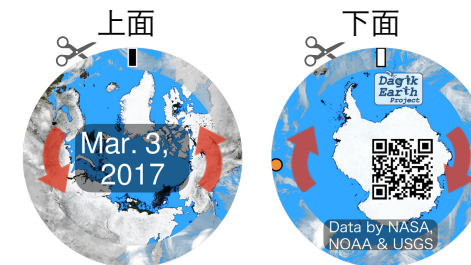 上面
下面
Mar. 3,
2017
Dagik
Earth
Project
Data by NASA,
NOAA & USGS